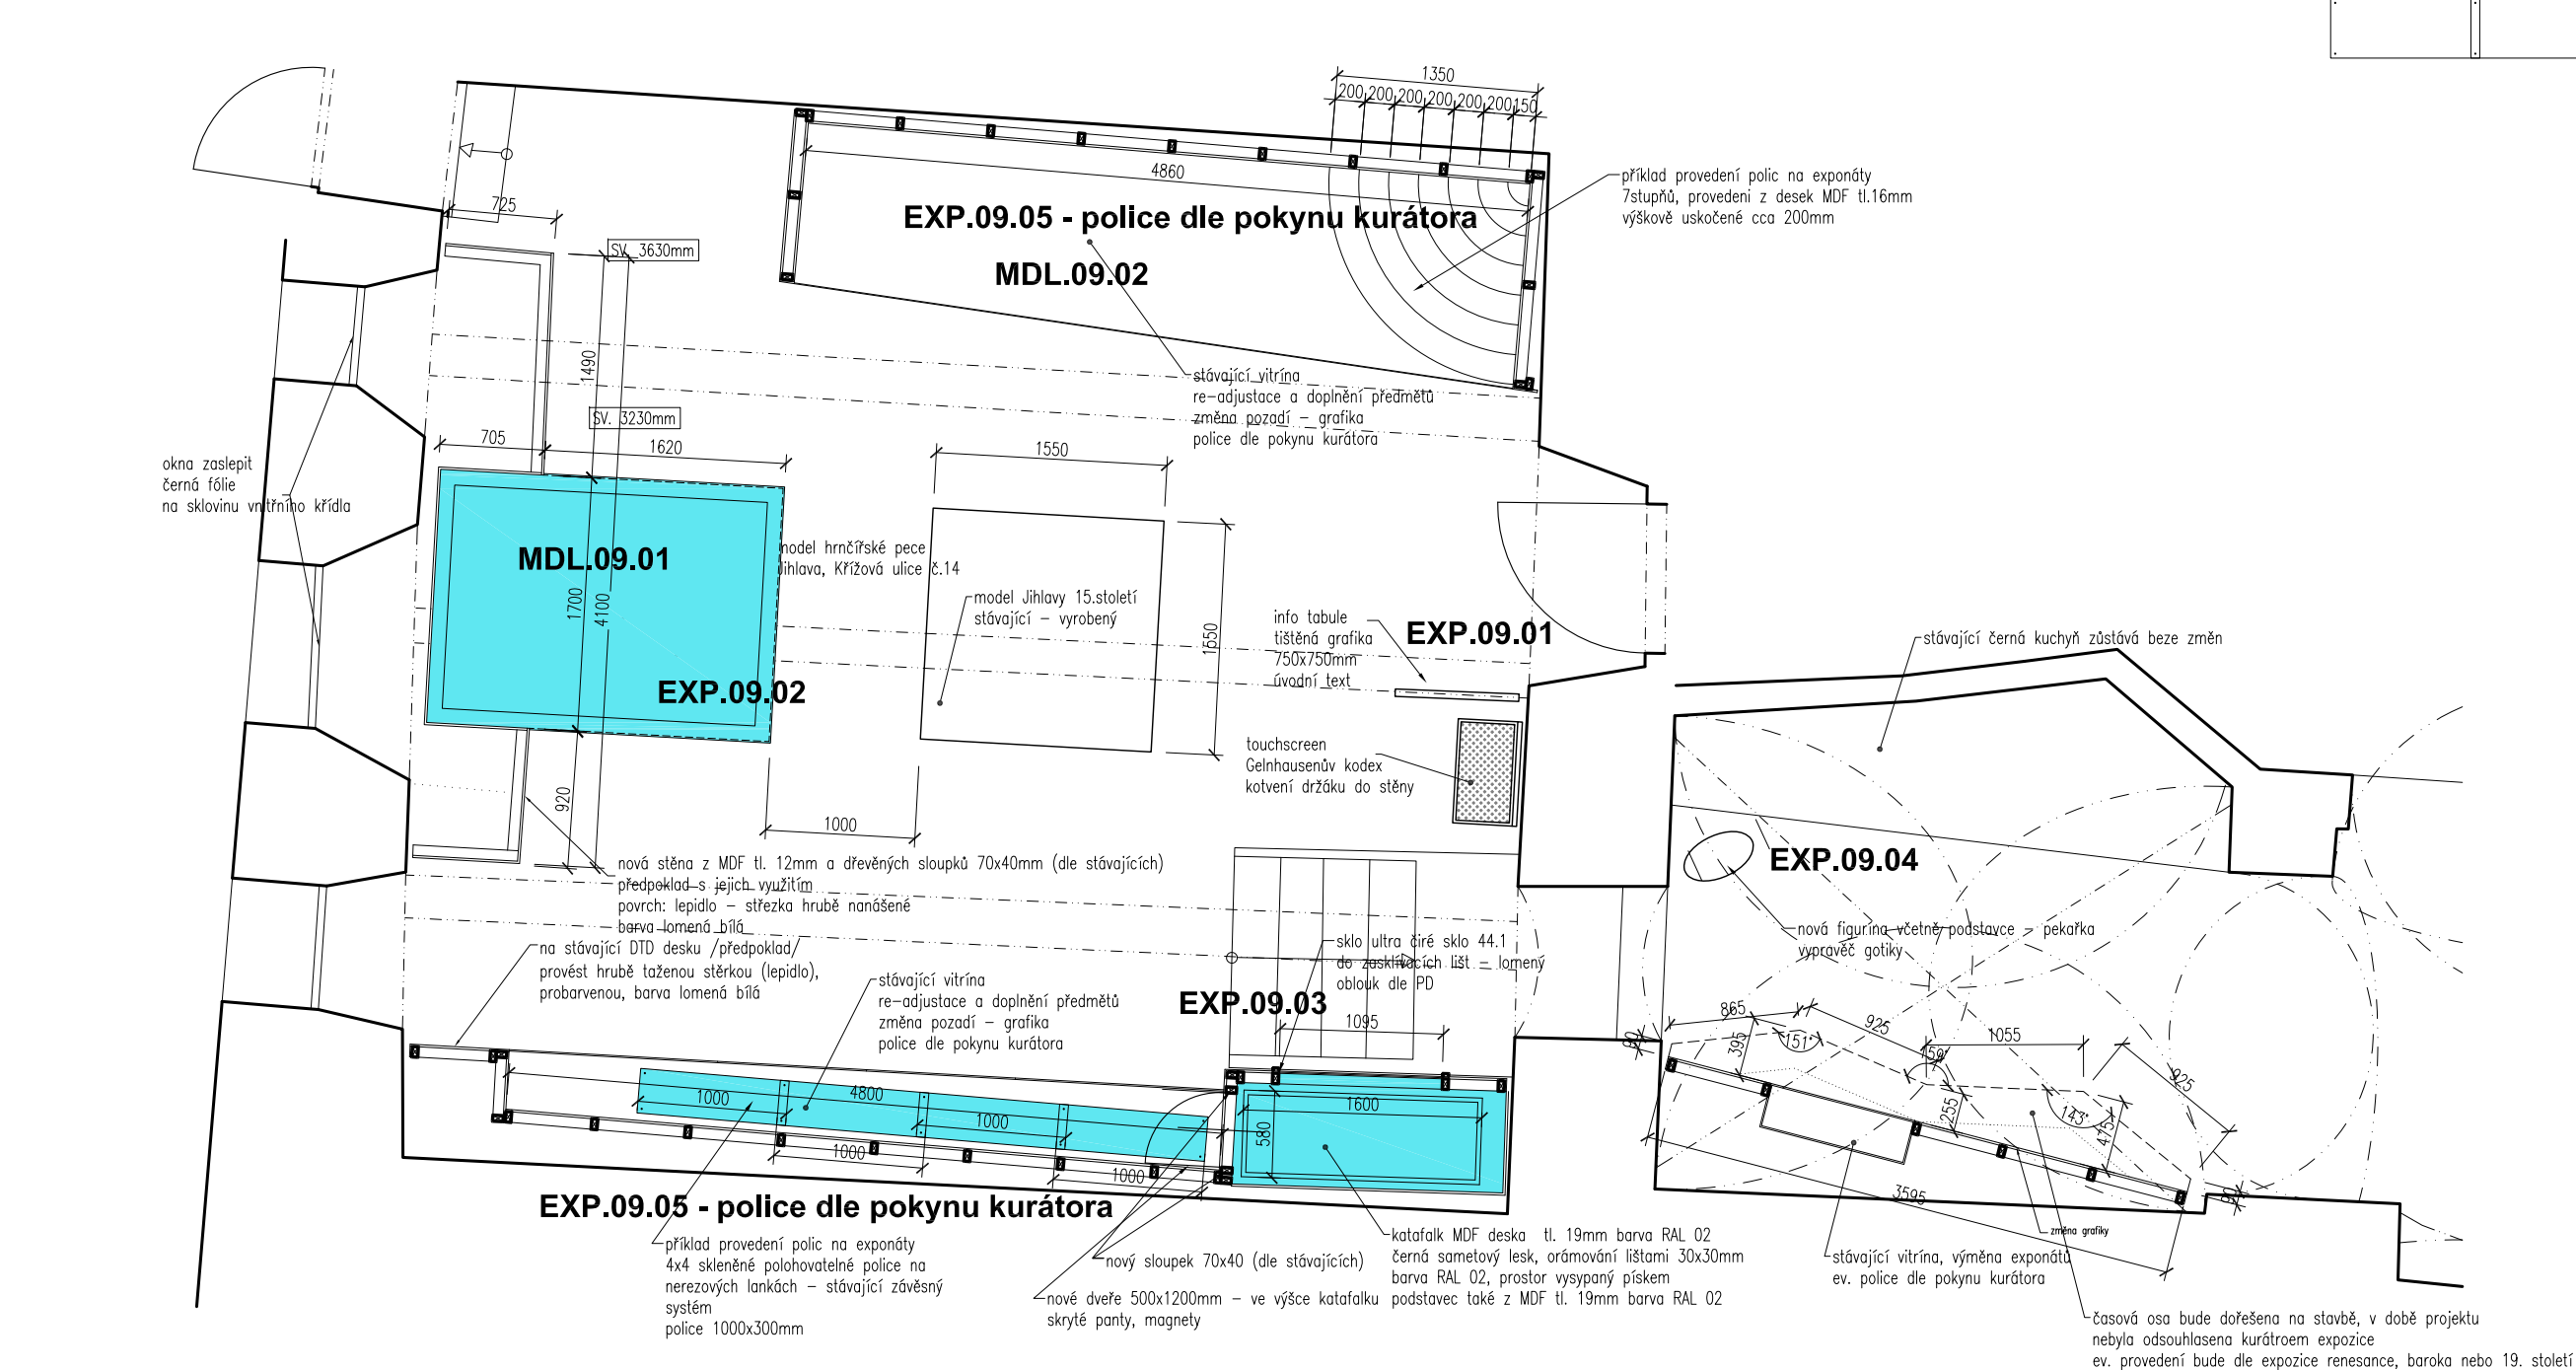 1350
200 200 200 200 200 200 150
4860
725
EXP.09.05 - police dle pokynu kurátora
MDL.09.02
příklad provedení polic na exponáty
7stupňů, provedeni z desek MDF tl.16mm
výškově uskočené cca 200mm
SV. 3630mm
1490
stávající vitrína
re-adjustace a doplnění předmětů
změna pozadí – grafika
police dle pokynu kurátora
SV. 3230mm
705
1620
1550
okna zaslepit
černá fólie
na sklovinu vnitřního křídla
MDL.09.01
model hrnčířské pece
Jihlava, Křížová ulice č.14
1700
4100
model Jihlavy 15.století
stávající – vyrobený
1650
info tabule
tištěná grafika
750x750mm
úvodní text
EXP.09.01
stávající černá kuchyň zůstává beze změn
EXP.09.02
touchscreen
Gelnhausenův kodex
kotvení držáku do stěny
920
1000
EXP.09.04
nová stěna z MDF tl. 12mm a dřevěných sloupků 70x40mm (dle stávajících)
předpoklad s jejich využitím
povrch: lepidlo – střezka hrubě nanášené
barva lomená bílá
na stávající DTD desku /předpoklad/
provést hrubě taženou stěrkou (lepidlo),
probarvenou, barva lomená bílá
stávající vitrína
re-adjustace a doplnění předmětů
změna pozadí – grafika
police dle pokynu kurátora
sklo ultra čiré sklo 44.1
do zasklívacích lišt – lomený
oblouk dle PD
nová figurína včetně podstavce – pekařka
vypravěč gotiky
EXP.09.03
1095
865
925
1055
925
395
151°
159°
255
143°
475
90
3595
90
1000
4800
1000
1000
1000
1600
580
EXP.09.05 - police dle pokynu kurátora
příklad provedení polic na exponáty
4x4 skleněné polohovatelné police na
nerezových lankách – stávající závěsný
systém
police 1000x300mm
nový sloupek 70x40 (dle stávajících)
nové dveře 500x1200mm – ve výšce katafalku
skryté panty, magnety
katafalk MDF deska tl. 19mm barva RAL 02
černá sametový lesk, orámování lištami 30x30mm
barva RAL 02, prostor vysypaný pískem
podstavec také z MDF tl. 19mm barva RAL 02
změna grafiky
stávající vitrína, výměna exponátů
ev. police dle pokynu kurátora
časová osa bude dořešena na stavbě, v době projektu
nebyla odsouhlasena kurátroem expozice
ev. provedení bude dle expozice renesance, baroka nebo 19. století